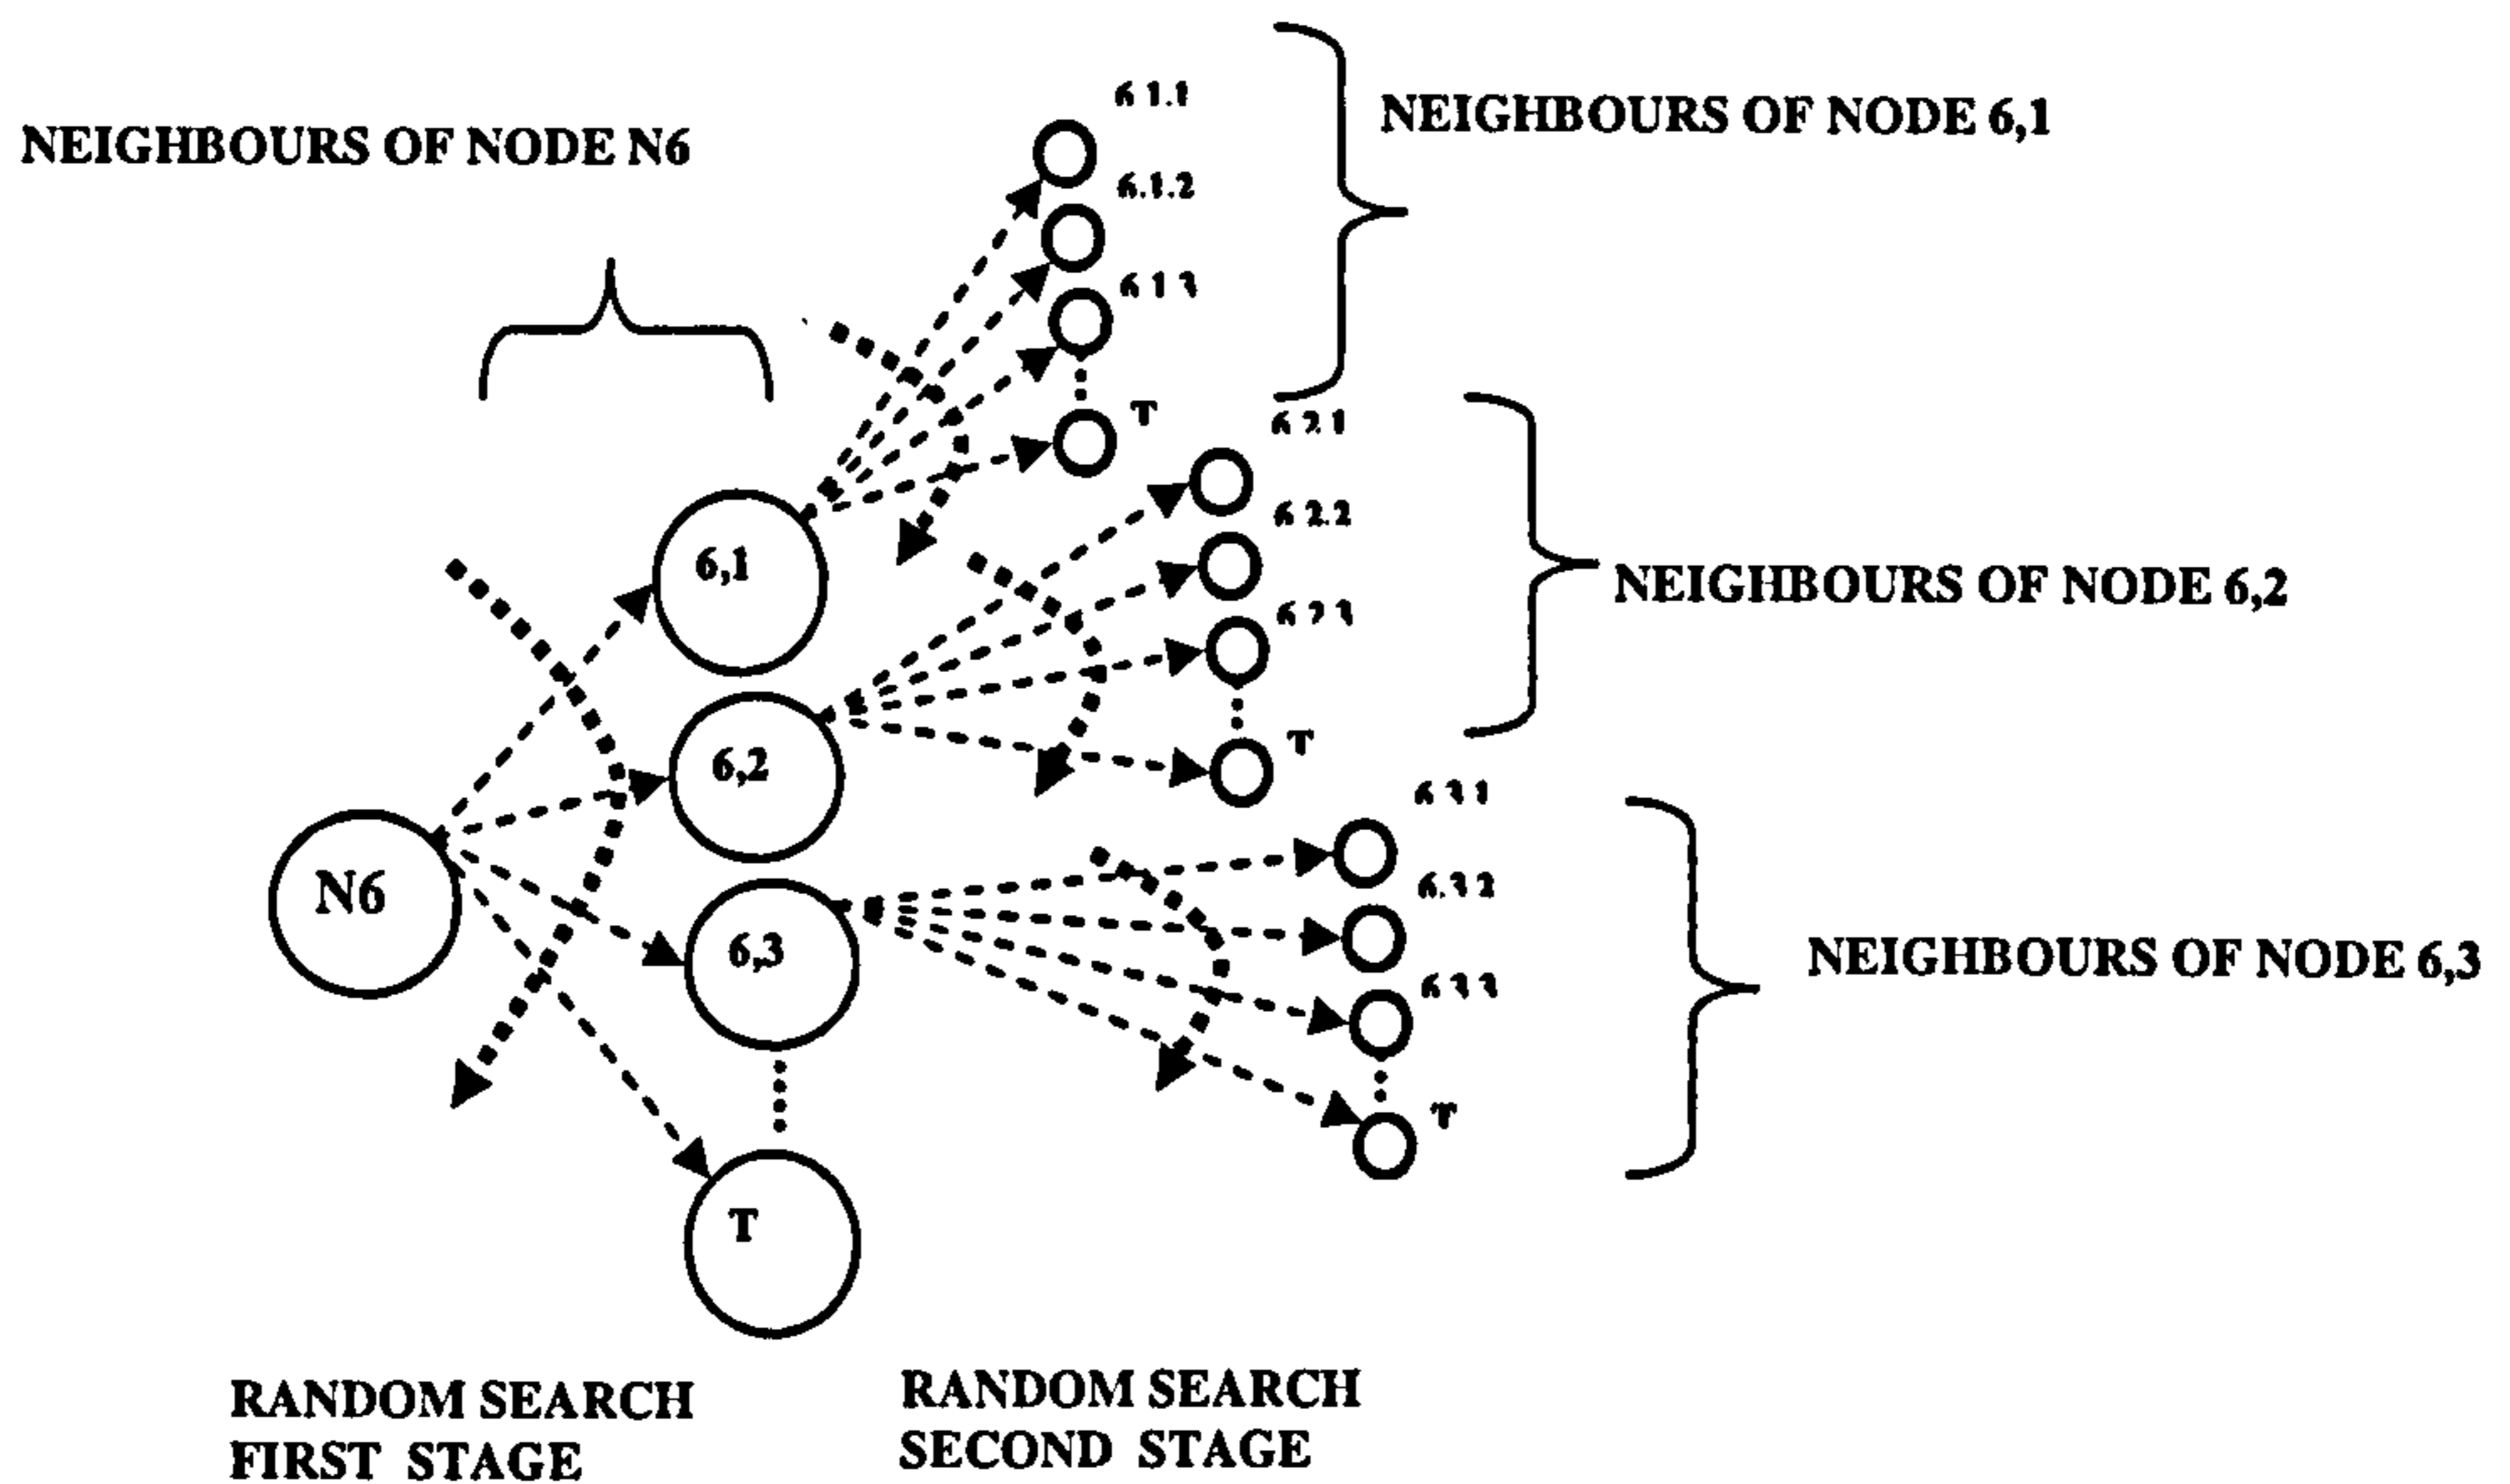 NEIGHBOURS OF NODE N6
6 1.1
6.1.2
6 1 3
T
NEIGHBOURS OF NODE 6,1
6 2 1
6 2.2
6 2 3
T
NEIGHBOURS OF NODE 6,2
6 3 1
6.3 2
6 3 3
T
NEIGHBOURS OF NODE 6,3
6,1
6,2
6,3
N6
T
RANDOM SEARCH
FIRST STAGE
RANDOM SEARCH
SECOND STAGE